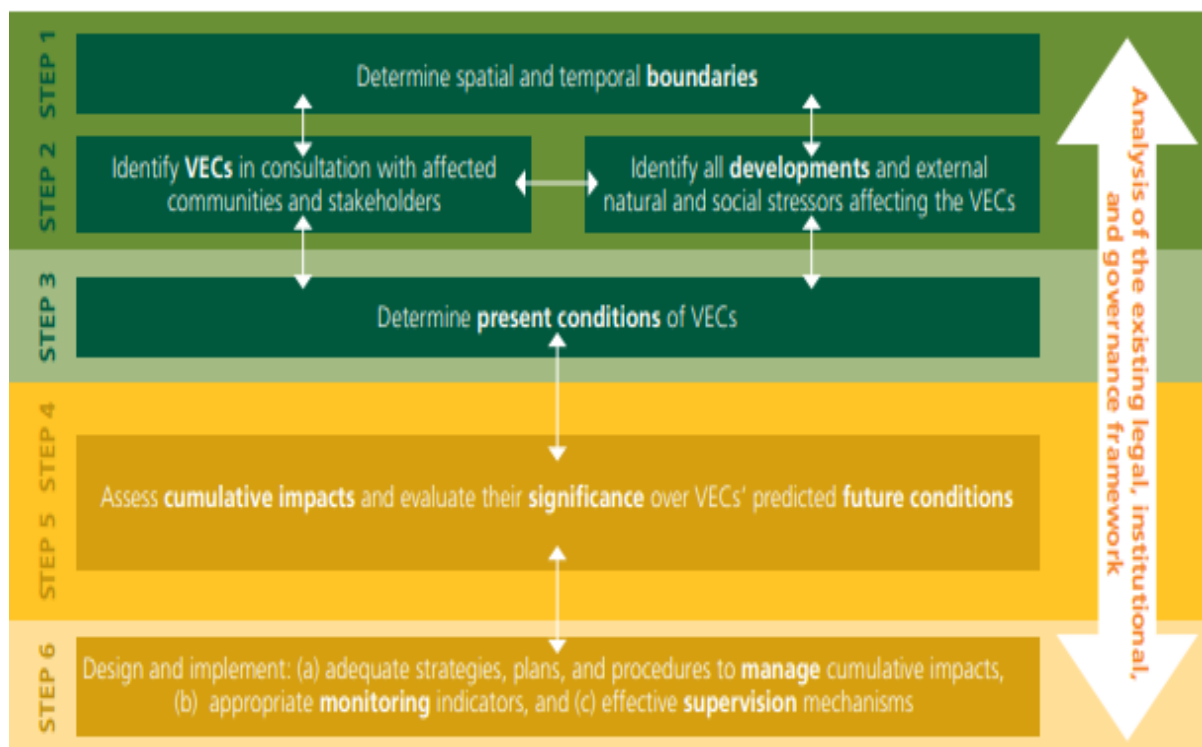 STEP 1
Determine spatial and temporal boundaries
STEP 2
Identify VECs in consultation with affected
communities and stakeholders
Identify all developments and external
natural and social stressors affecting the VECs
STEP 3
Determine present conditions of VECs
STEP 4
STEP 5
Assess cumulative impacts and evaluate their significance over VECs’ predicted future conditions
STEP 6
Design and implement: (a) adequate strategies, plans, and procedures to manage cumulative impacts,
(b) appropriate monitoring indicators, and (c) effective supervision mechanisms
Analysis of the existing legal, institutional,
and governance framework